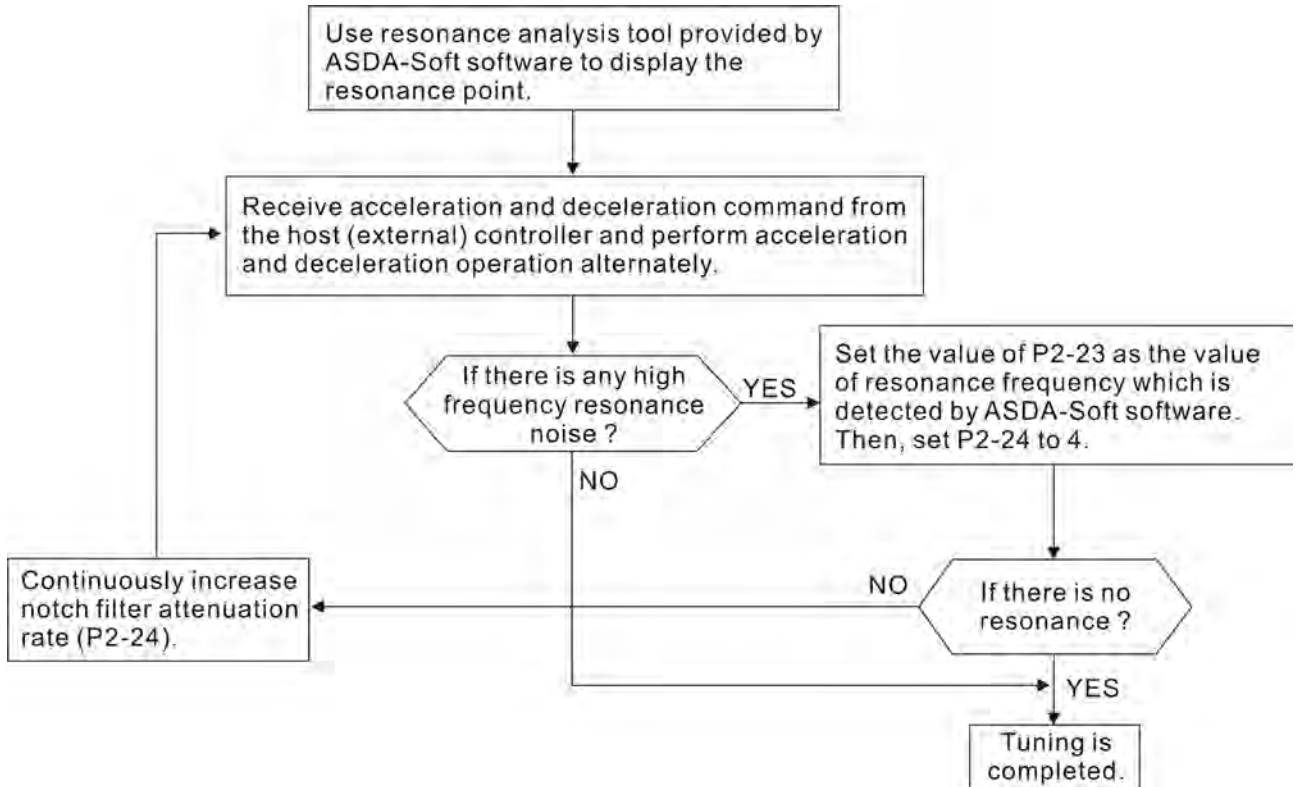 Use resonance analysis tool provided by
ASDA-Soft software to display the
resonance point.
Receive acceleration and deceleration command from
the host (external) controller and perform acceleration
and deceleration operation alternately.
If there is any high
frequency resonance
noise ?
YES
Set the value of P2-23 as the value
of resonance frequency which is
detected by ASDA-Soft software.
Then, set P2-24 to 4.
NO
Continuously increase
notch filter attenuation
rate (P2-24).
NO
If there is no
resonance ?
YES
Tuning is
completed.